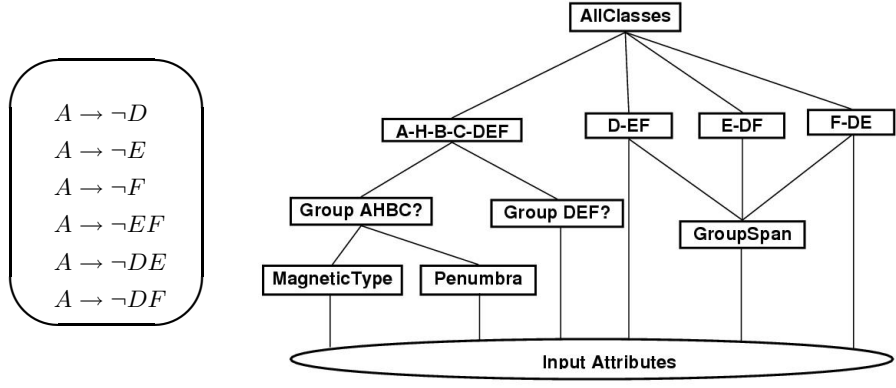 A → ¬D
A → ¬E
A → ¬F
A → ¬EF
A → ¬DE
A → ¬DF
AllClasses
A-H-B-C-DEF
D-EF
E-DF
F-DE
Group AHBC?
Group DEF?
GroupSpan
MagneticType
Penumbra
Input Attributes